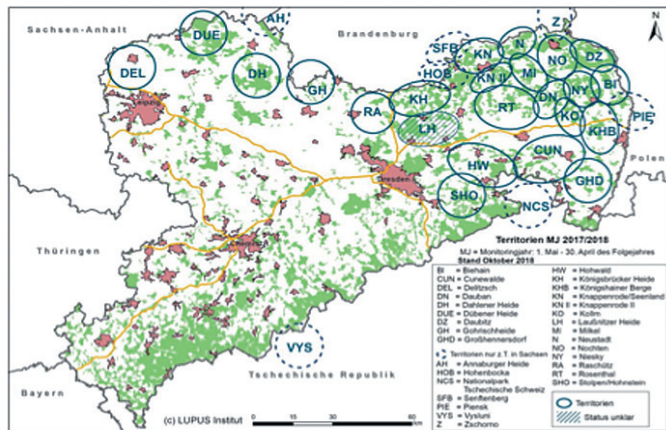 Sachsen-Anhalt
Brandenburg
N
AH
DUE
Z
SFB
KN
N
NO
DZ
DEL
DH
HOB
KN II
MI
NY
BI
GH
KH
RT
DN
KO
PIE
Leipzig
RA
LH
KHB
Polen
HW
CUN
Dresden
SHO
GHD
NCS
Thüringen
Chemnitz
VYS
Tschechische Republik
Bayern
(c) LUPUS Institut
0 15 30 60
Territorien MJ 2017/2018
MJ = Monitoringjahr: 1. Mai - 30. April des Folgejahres
Stand Oktober 2018
BI = Biehain
CUN = Cunewalde
DEL = Delitzsch
DN = Dauban
DH = Dahlener Heide
DUE = Dübener Heide
DZ = Daubitz
GH = Gohrischheide
GHD = Großhennersdorf
Territorien nur z.T. in Sachsen
AH = Annaburger Heide
HOB = Hohenbocka
NCS = Nationalpark
Tschechische Schweiz
SFB = Senftenberg
PIE = Piensk
VYS = Vysluni
Z = Zschorno
HW = Hohwald
KH = Königsbrücker Heide
KHB = Königshainer Berge
KN = Knappenrode/Seenland
KN II = Knappenrode II
KO = Kollm
LH = Laußnitzer Heide
MI = Milkel
N = Neustadt
NO = Nochten
NY = Niesky
RA = Raschütz
RT = Rosenthal
SHO = Stolpen/Hohnstein
Territorien
Status unklar